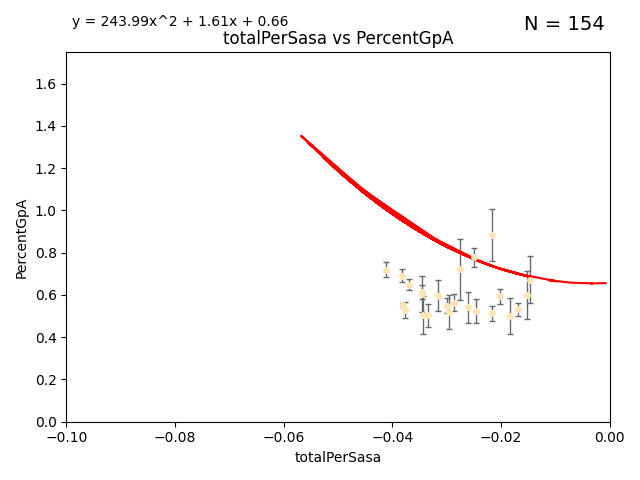 y = 243.99x^2 + 1.61x + 0.66
N = 154
totalPerSasa vs PercentGpA
1.6
1.4
1.2
1.0
0.8
0.6
0.4
0.2
0.0
PercentGpA
−0.10 −0.08 −0.06 −0.04 −0.02 0.00
totalPerSasa